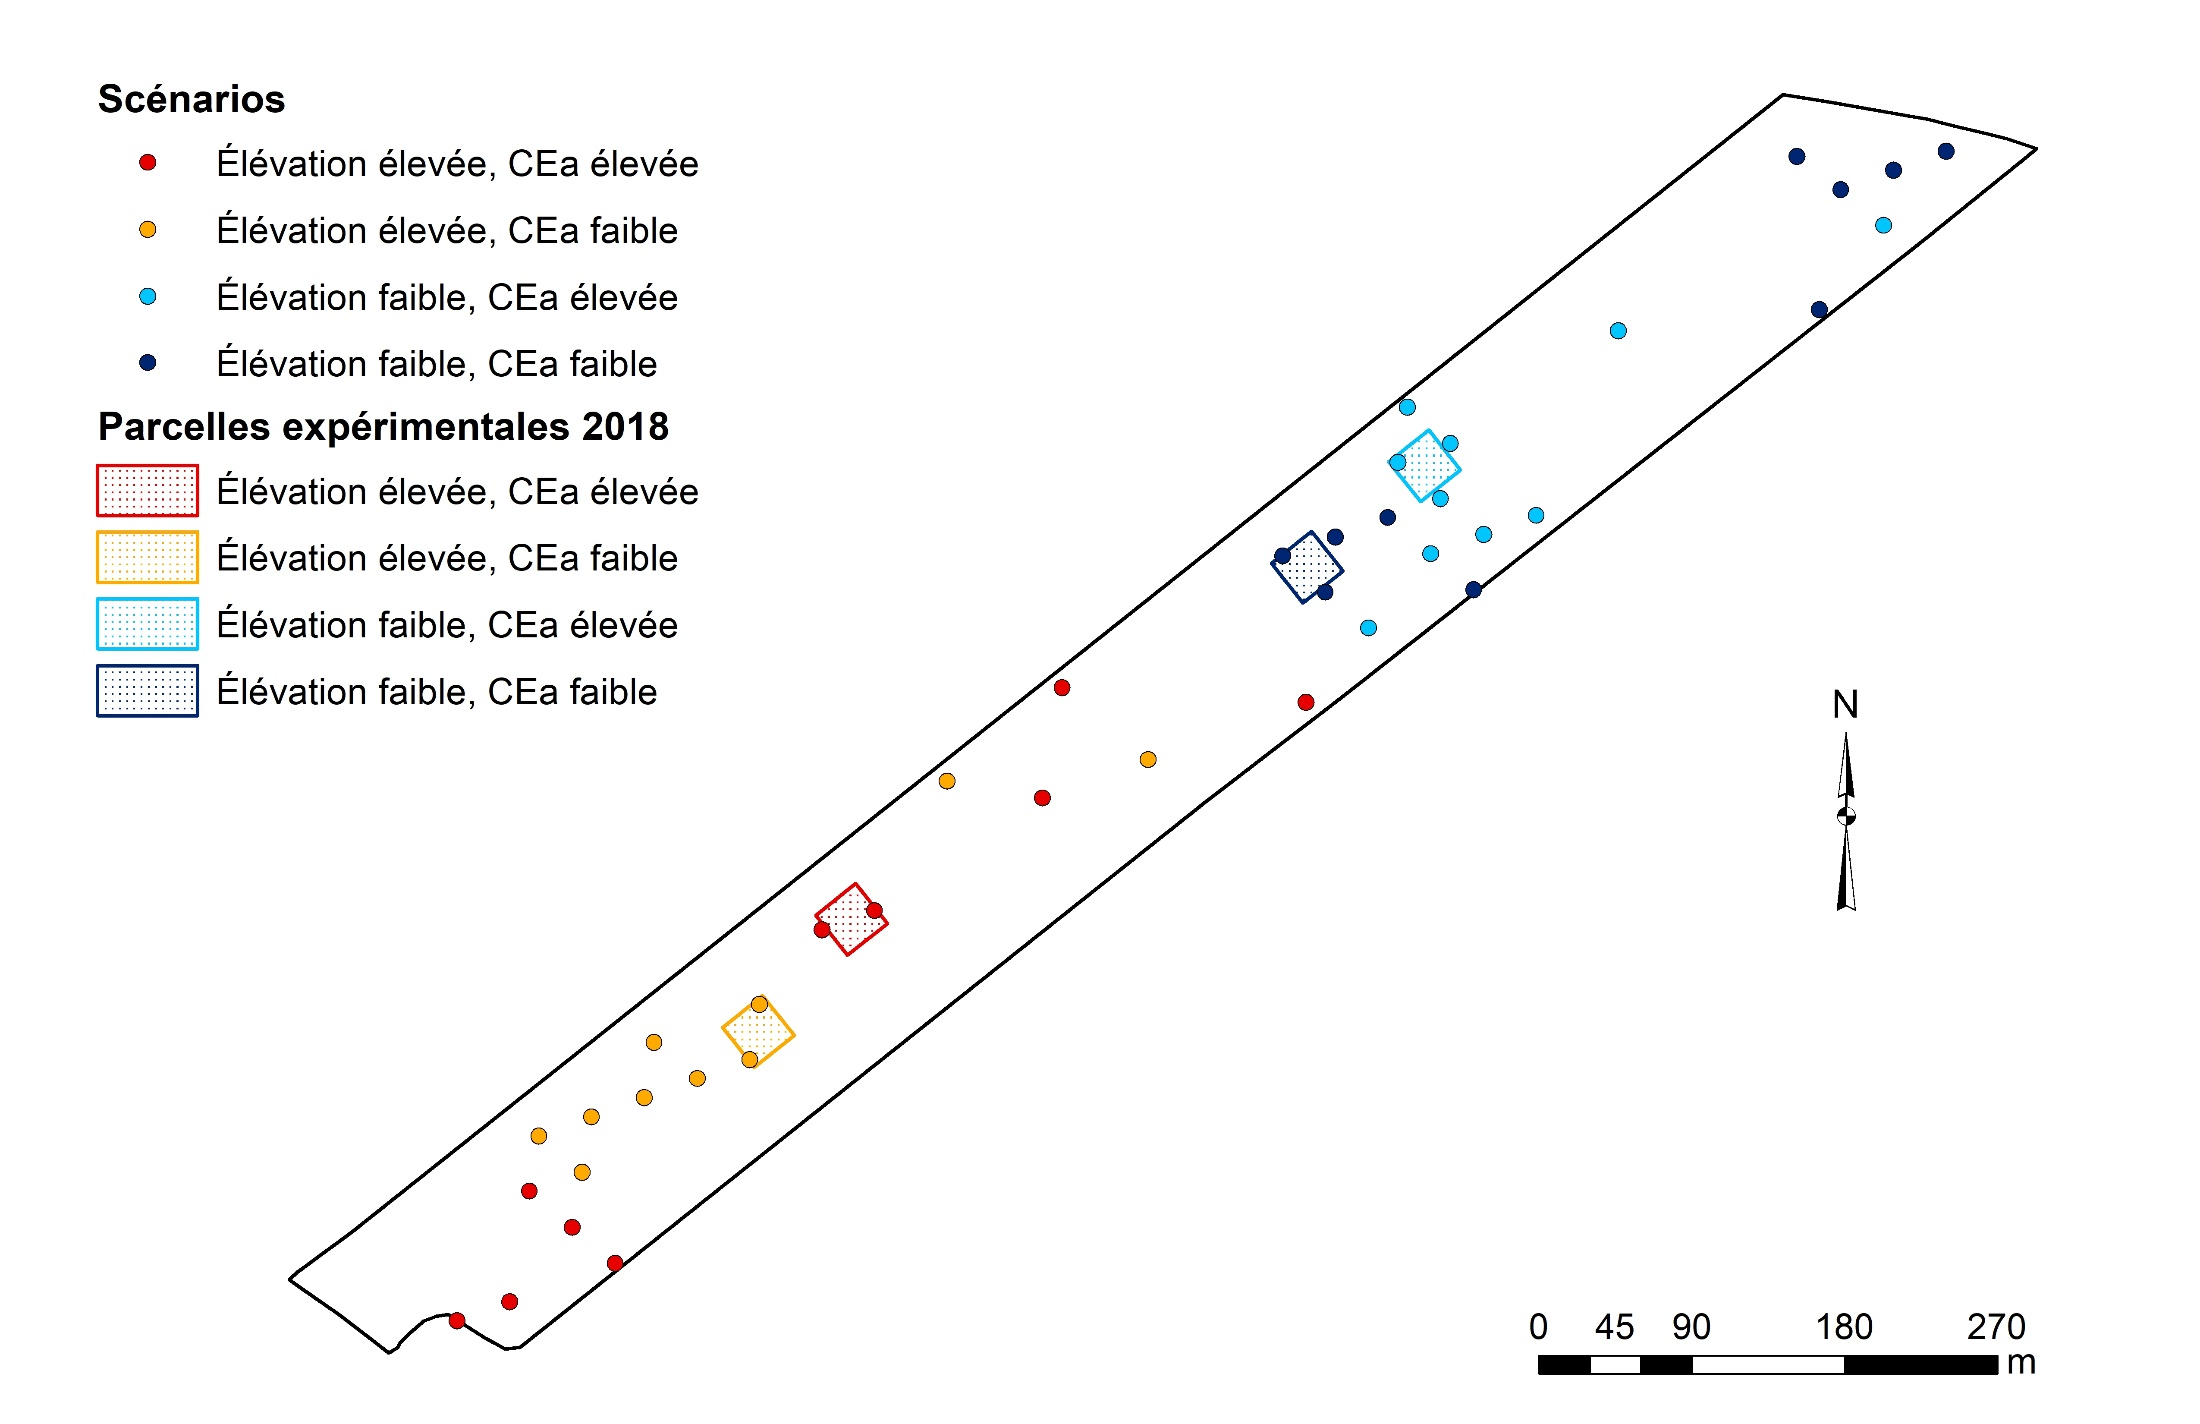 Scénarios
Élévation élevée, CEa élevée
Élévation élevée, CEa faible
Élévation faible, CEa élevée
Élévation faible, CEa faible
Parcelles expérimentales 2018
Élévation élevée, CEa élevée
Élévation élevée, CEa faible
Élévation faible, CEa élevée
Élévation faible, CEa faible
N
0 45 90 180 270
m